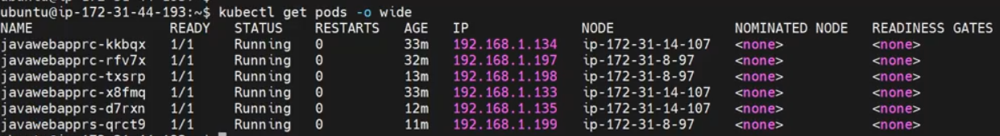 ubuntu@ip-172-31-44-193:~$ kubectl get pods -o wide
NAME READY STATUS RESTARTS AGE IP NODE NOMINATED NODE READINESS GATES
javawebapprc-kkbqx 1/1 Running 0 33m 192.168.1.134 ip-172-31-14-107 <none> <none>
javawebapprc-rfv7x 1/1 Running 0 32m 192.168.1.197 ip-172-31-8-97 <none> <none>
javawebapprc-txsrp 1/1 Running 0 13m 192.168.1.198 ip-172-31-8-97 <none> <none>
javawebapprc-x8fmq 1/1 Running 0 33m 192.168.1.133 ip-172-31-14-107 <none> <none>
javawebapprs-d7rxn 1/1 Running 0 12m 192.168.1.135 ip-172-31-14-107 <none> <none>
javawebapprs-qrct9 1/1 Running 0 11m 192.168.1.199 ip-172-31-8-97 <none> <none>